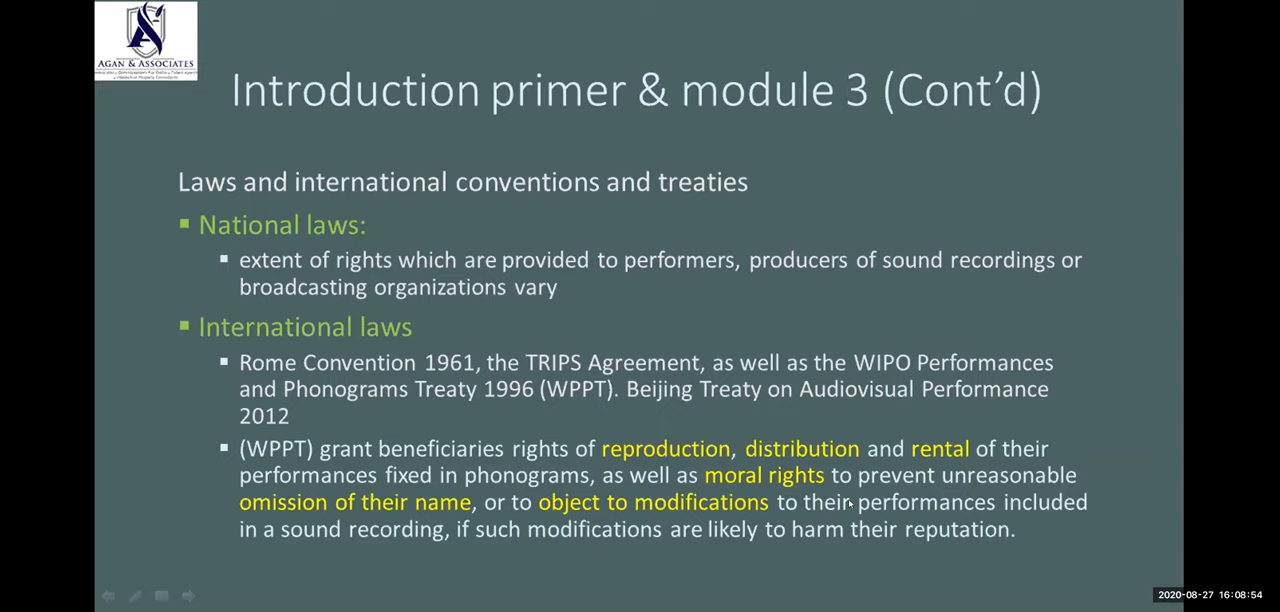 AGAN & ASSOCIATES
Introduction primer & module 3 (Cont’d)
Laws and international conventions and treaties
▪ National laws:
▪ extent of rights which are provided to performers, producers of sound recordings or
broadcasting organizations vary
▪ International laws
▪ Rome Convention 1961, the TRIPS Agreement, as well as the WIPO Performances
and Phonograms Treaty 1996 (WPPT). Beijing Treaty on Audiovisual Performance
2012
▪ (WPPT) grant beneficiaries rights of reproduction, distribution and rental of their
performances fixed in phonograms, as well as moral rights to prevent unreasonable
omission of their name, or to object to modifications to their performances included
in a sound recording, if such modifications are likely to harm their reputation.
2020-08-27 16:08:54